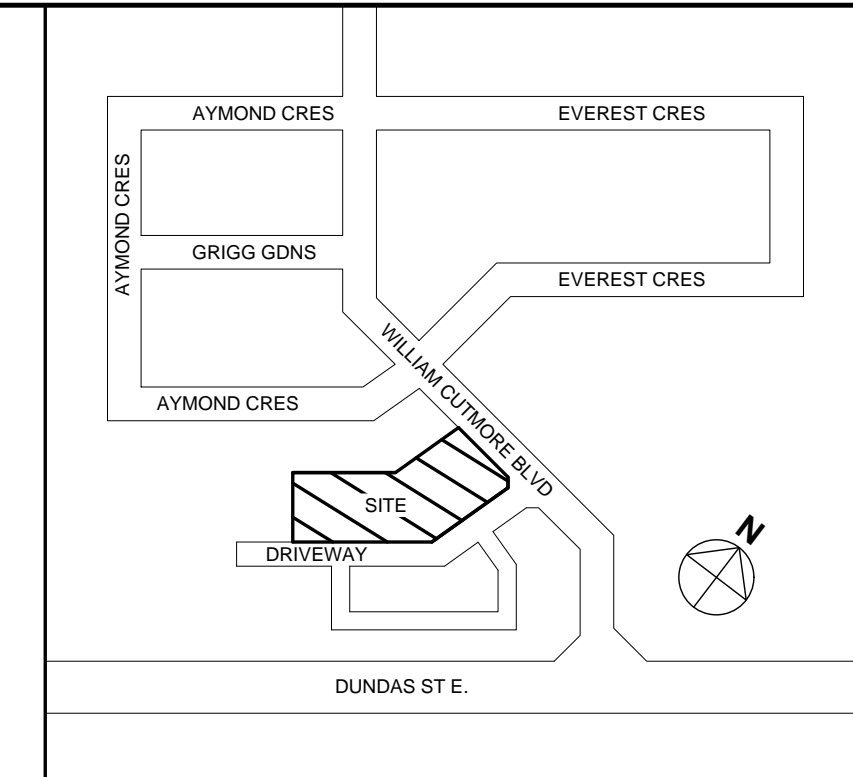 AYMOND CRES
EVEREST CRES
AYMOND CRES
GRIGG GDNS
EVEREST CRES
WILLIAM CUTMORE BLVD
AYMOND CRES
SITE
DRIVEWAY
N
DUNDAS ST E.